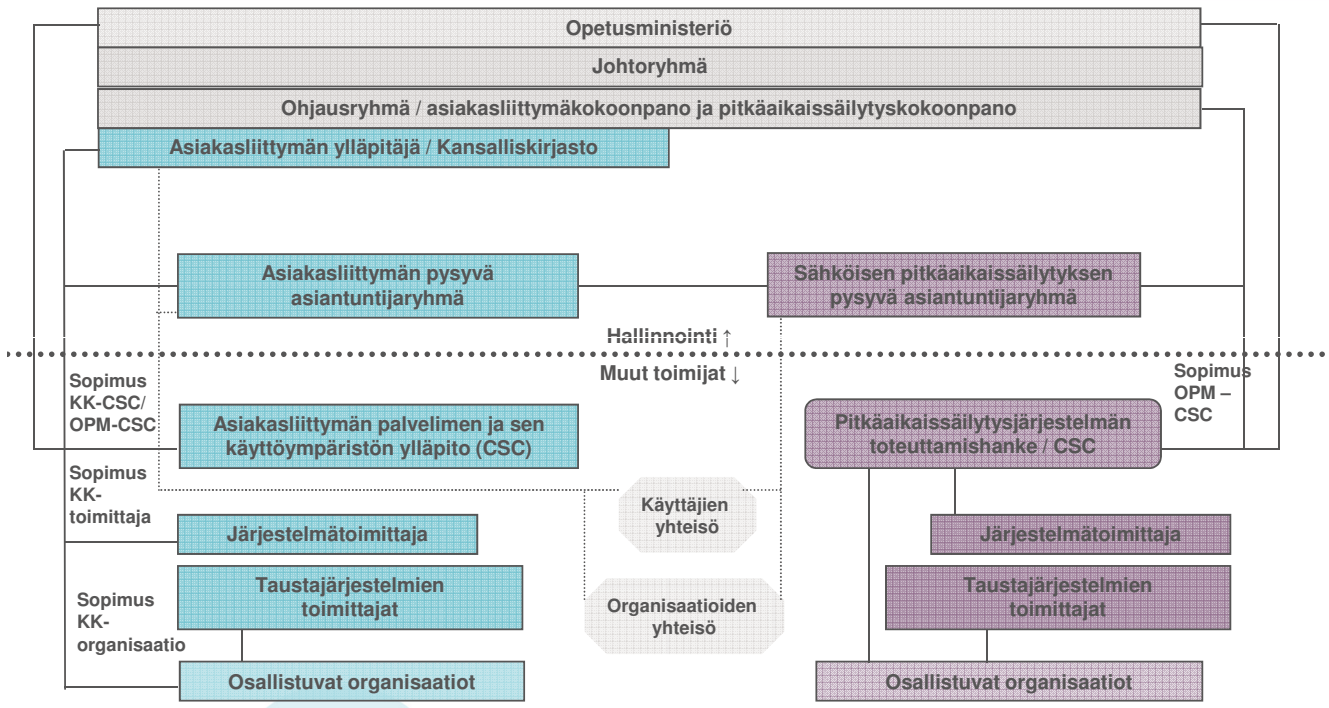 Opetusministeriö
Johtoryhmä
Ohjausryhmä / asiakasliittymäkokoonpano ja pitkäaikaissäilytyskokoonpano
Asiakasliittymän ylläpitäjä / Kansalliskirjasto
Asiakasliittymän pysyvä
asiantuntijaryhmä
Sähköisen pitkäaikaissäilytyksen
pysyvä asiantuntijaryhmä
Hallinnointi ↑
Muut toimijat ↓
Sopimus
KK-CSC/
OPM-CSC
Sopimus
OPM –
CSC
Asiakasliittymän palvelimen ja sen
käyttöympäristön ylläpito (CSC)
Pitkäaikaissäilytysjärjestelmän
toteuttamishanke / CSC
Sopimus
KK-
toimittaja
Käyttäjien
yhteisö
Järjestelmätoimittaja
Järjestelmätoimittaja
Taustajärjestelmien
toimittajat
Taustajärjestelmien
toimittajat
Sopimus
KK-
organisaatio
Organisaatioiden
yhteisö
Osallistuvat organisaatiot
Osallistuvat organisaatiot